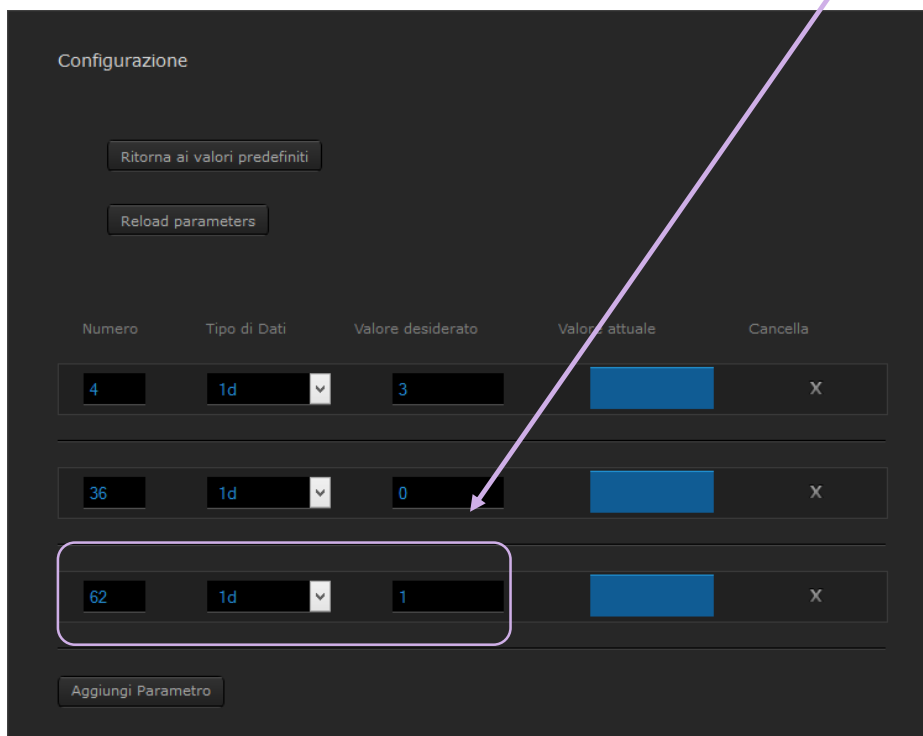 Configurazione
Ritorna ai valori predefiniti
Reload parameters
Numero Tipo di Dati Valore desiderato Valore attuale Cancella
4 1d 3 X
36 1d 0 X
62 1d 1 X
Aggiungi Parametro